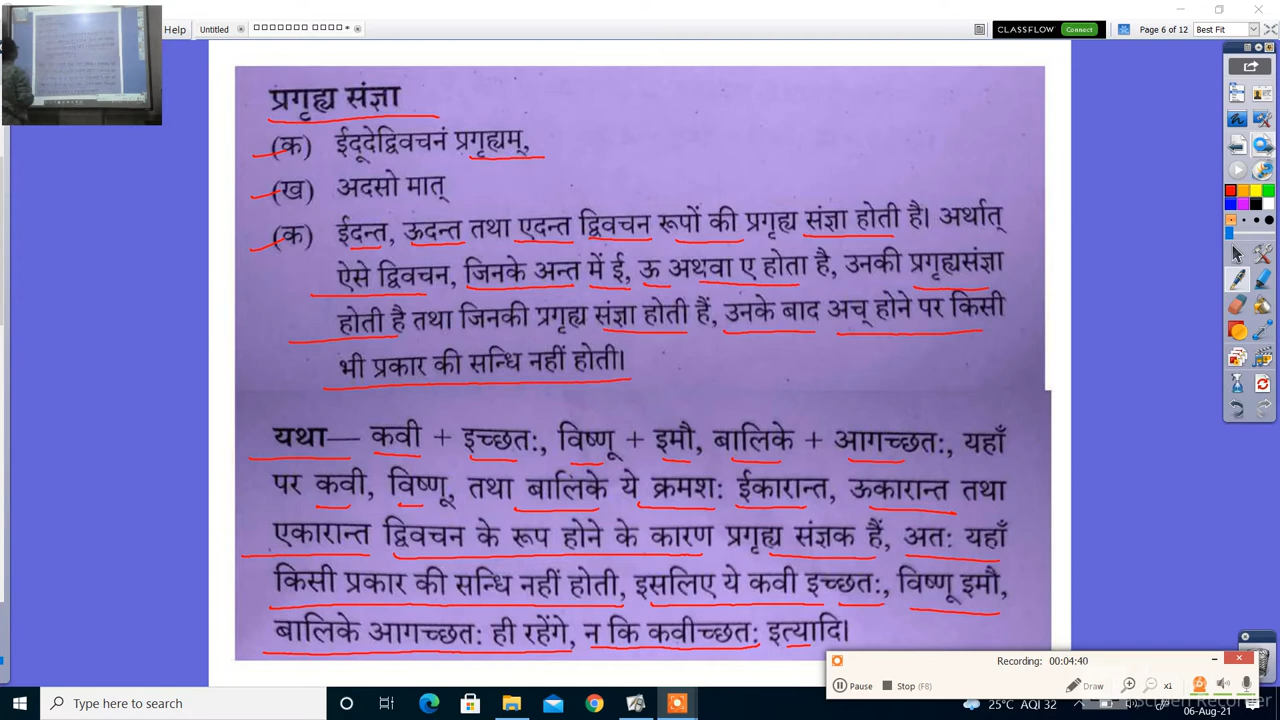 Help
Untitled
CLASSFLOW Connect
Page 6 of 12
Best Fit
प्रगृह्य संज्ञा
(क) ईदूदेद्विवचनं प्रगृह्यम्,
(ख) अदसो मात्
(क) ईदन्त, ऊदन्त तथा एदन्त द्विवचन रूपों की प्रगृह्य संज्ञा होती है। अर्थात्
ऐसे द्विवचन, जिनके अन्त में ई, ऊ अथवा ए होता है, उनकी प्रगृह्यसंज्ञा
होती है तथा जिनकी प्रगृह्य संज्ञा होती हैं, उनके बाद अच् होने पर किसी
भी प्रकार की सन्धि नहीं होती।
यथा— कवी + इच्छतः, विष्णू + इमौ, बालिके + आगच्छतः, यहाँ
पर कवी, विष्णू, तथा बालिके ये क्रमशः ईकारान्त, ऊकारान्त तथा
एकारान्त द्विवचन के रूप होने के कारण प्रगृह्य संज्ञक हैं, अतः यहाँ
किसी प्रकार की सन्धि नहीं होती, इसलिए ये कवी इच्छतः, विष्णू इमौ,
बालिके आगच्छतः ही रहेंगे, न कि कवीच्छतः इत्यादि।
Recording: 00:04:40
Pause
Stop (F8)
Draw
x1
Type here to search
25°C AQI 32
06-Aug-21